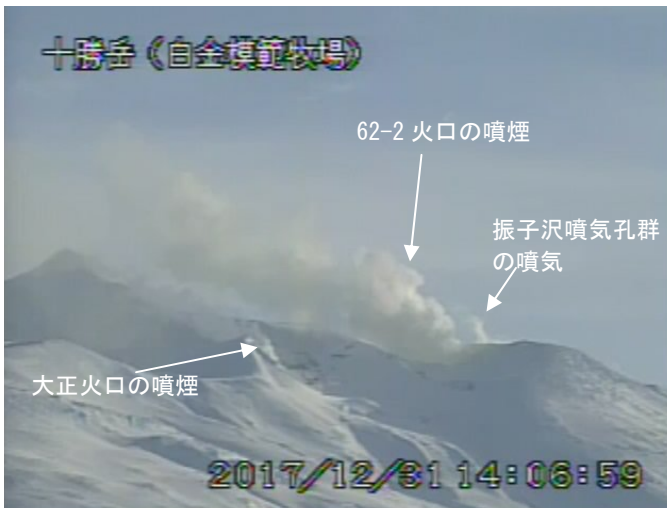 十勝岳（白金模範牧場）
62-2 火口の噴煙
振子沢噴気孔群
の噴気
大正火口の噴煙
2017/12/31 14:06:59